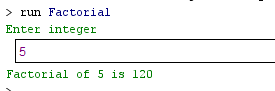 > run Factorial
Enter integer
5
Factorial of 5 is 120
>